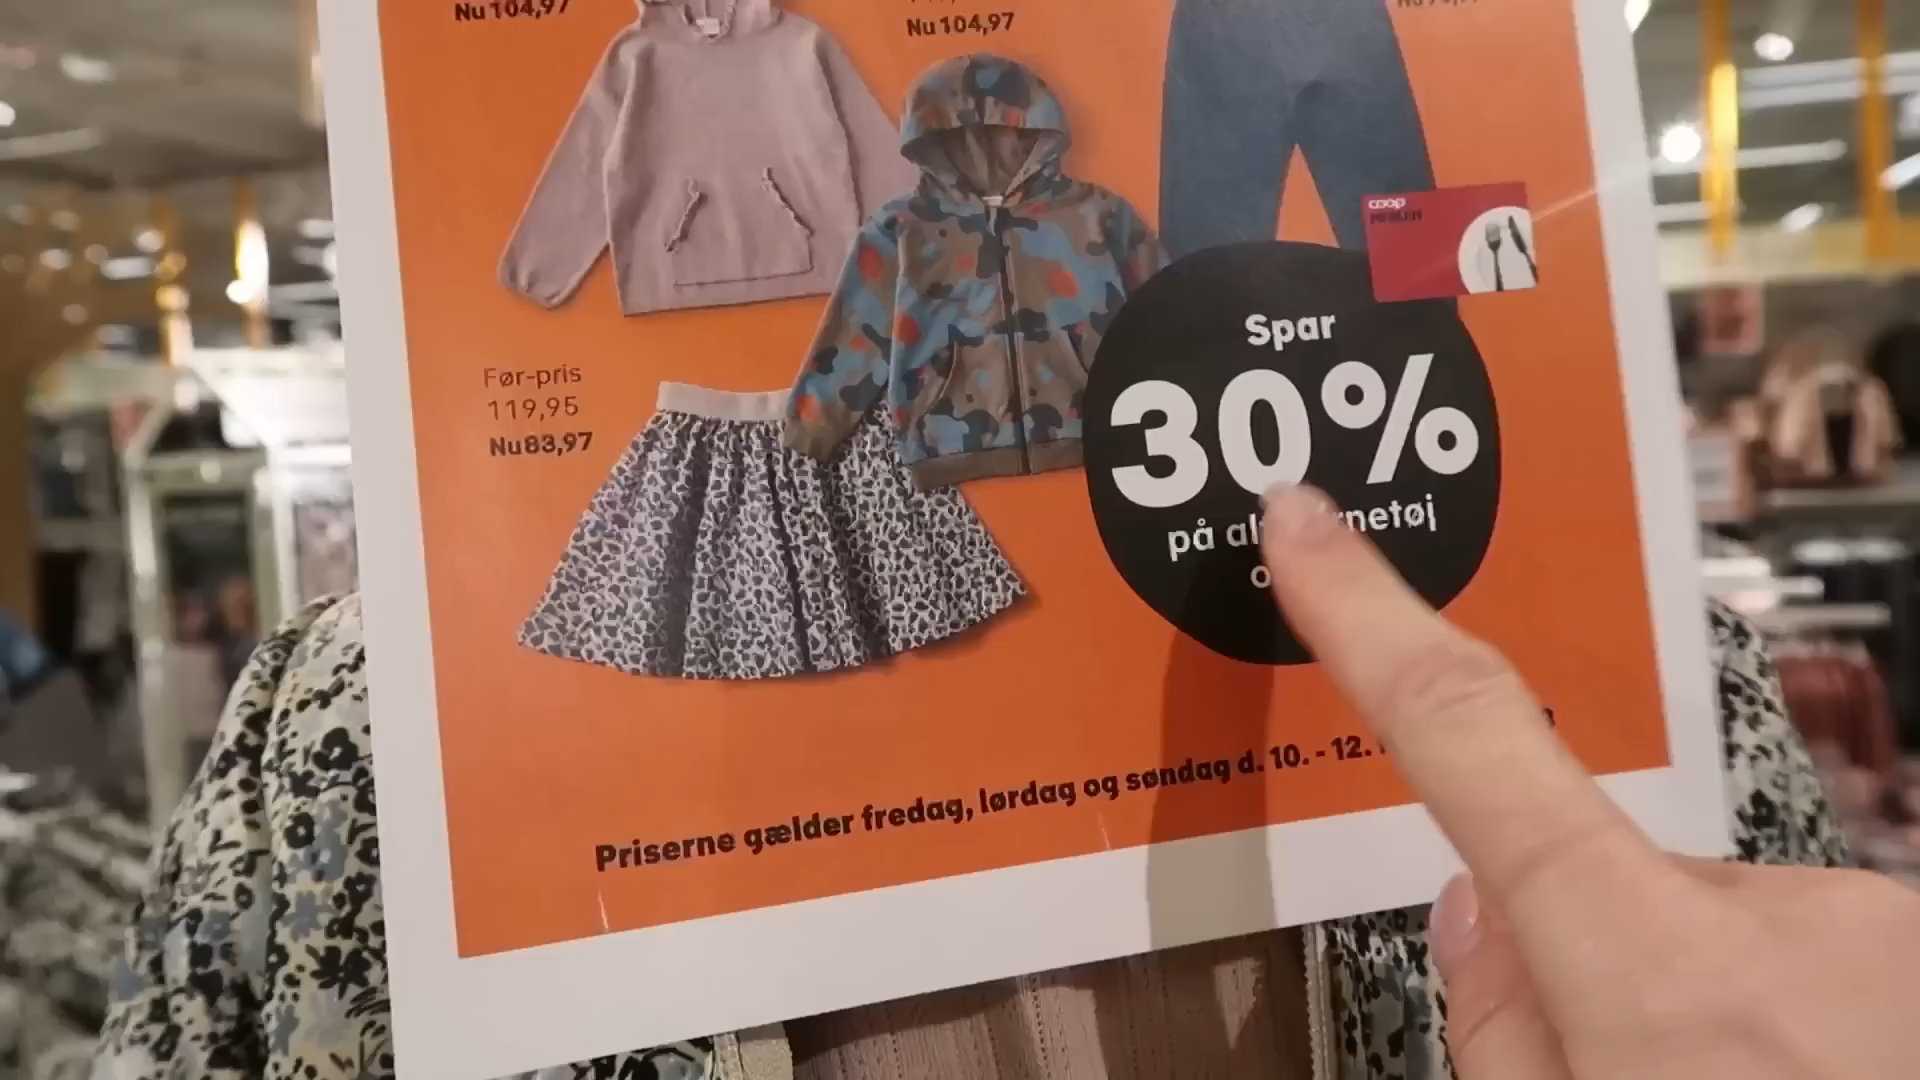 Nu 104,97
Nu 104,97
coop
Spar
30%
på
Før-pris
119,95
Nu 83,97
Priserne gælder fredag, lørdag og søndag d. 10. - 12.